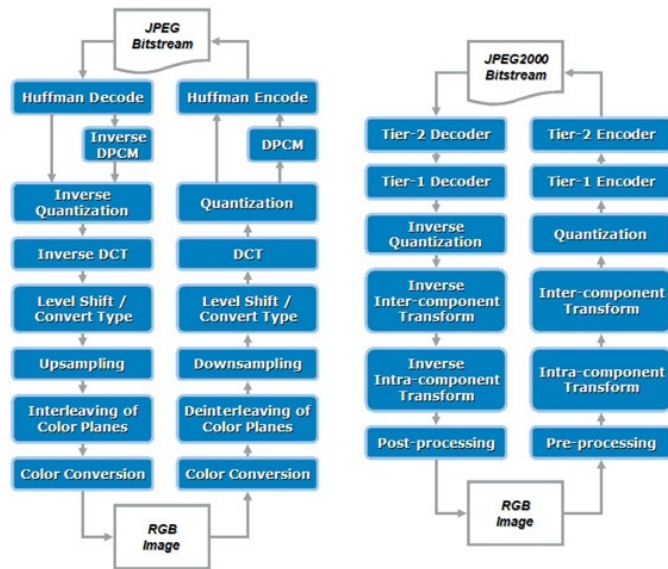 JPEG
Bitstream
Huffman Decode
Inverse
DPCM
Inverse
Quantization
Inverse DCT
Level Shift /
Convert Type
Upsampling
Interleaving of
Color Planes
Color Conversion
Huffman Encode
DPCM
Quantization
DCT
Level Shift /
Convert Type
Downsampling
Deinterleaving of
Color Planes
Color Conversion
RGB
Image
JPEG2000
Bitstream
Tier-2 Decoder
Tier-1 Decoder
Inverse
Quantization
Inverse
Inter-component
Transform
Inverse
Intra-component
Transform
Post-processing
Tier-2 Encoder
Tier-1 Encoder
Quantization
Inter-component
Transform
Intra-component
Transform
Pre-processing
RGB
Image